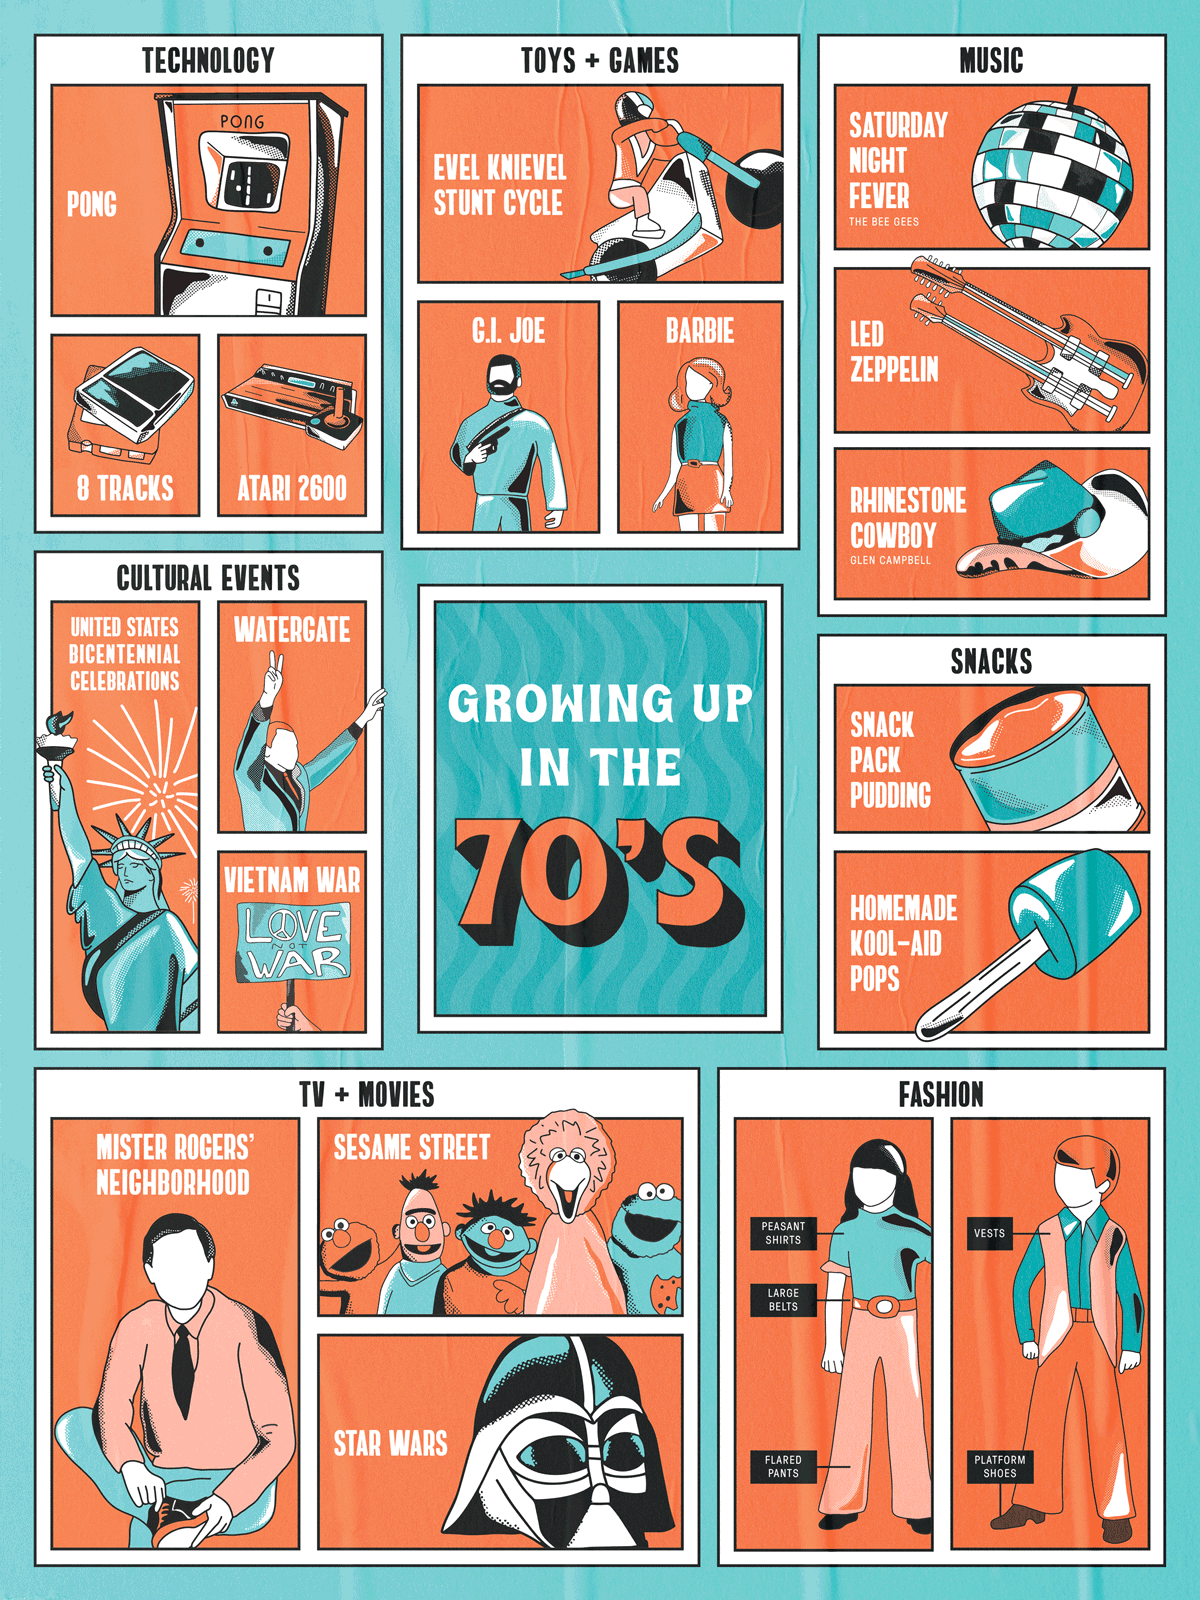 TECHNOLOGY
PONG
PONG
8 TRACKS
ATARI 2600
TOYS + GAMES
EVEL KNIEVEL
STUNT CYCLE
G.I. JOE
BARBIE
MUSIC
SATURDAY
NIGHT
FEVER
THE BEE GEES
LED
ZEPPELIN
RHINESTONE
COWBOY
GLEN CAMPBELL
CULTURAL EVENTS
UNITED STATES
BICENTENNIAL
CELEBRATIONS
WATERGATE
VIETNAM WAR
LOVE
NOT
WAR
GROWING UP
IN THE
70'S
SNACKS
SNACK
PACK
PUDDING
HOMEMADE
KOOL-AID
POPS
TV + MOVIES
MISTER ROGERS'
NEIGHBORHOOD
SESAME STREET
STAR WARS
FASHION
PEASANT
SHIRTS
LARGE
BELTS
FLARED
PANTS
VESTS
PLATFORM
SHOES